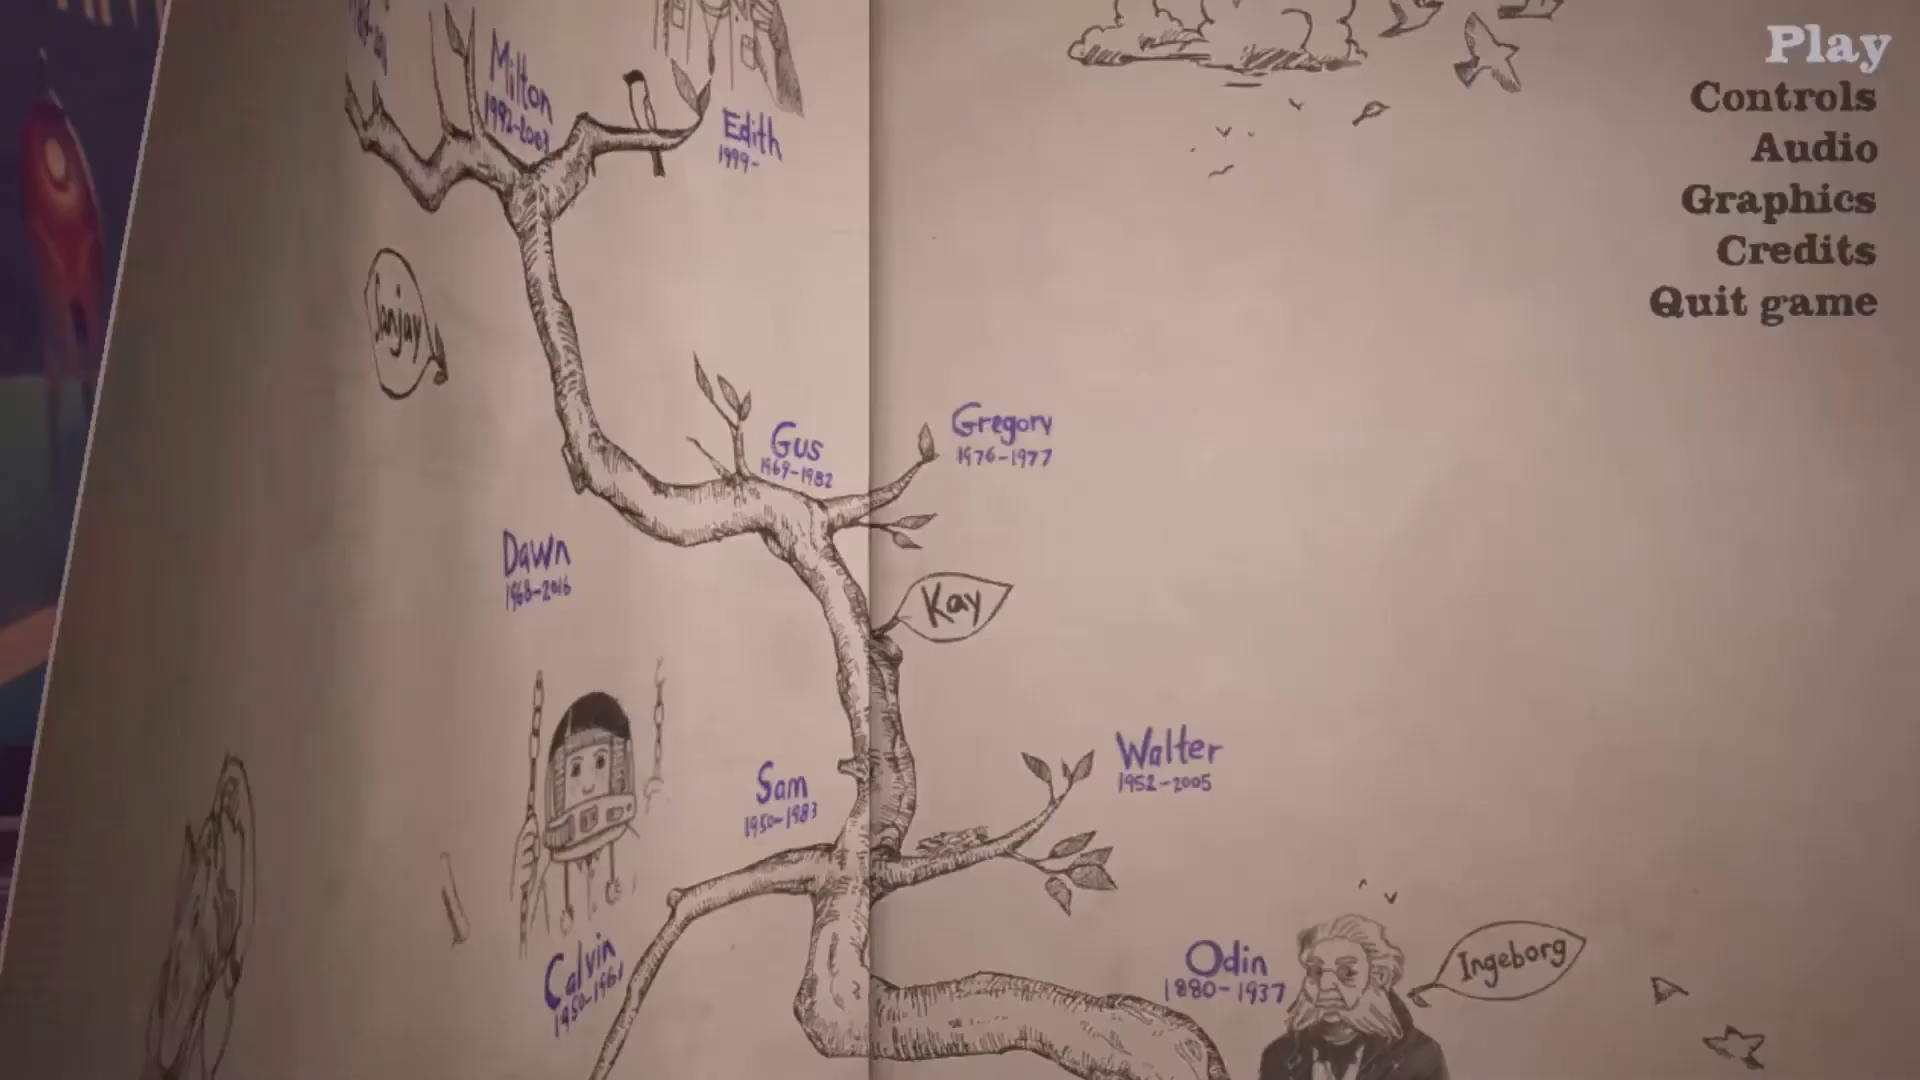 Play
Controls
Audio
Graphics
Credits
Quit game
Milton
1992-2003
Edith
1999-
Sanjay
Gus
1969-1982
Gregory
1976-1977
Dawn
1968-2016
Kay
Walter
1952-2005
Sam
1950-1983
Calvin
1950-1961
Odin
1880-1937
Ingeborg